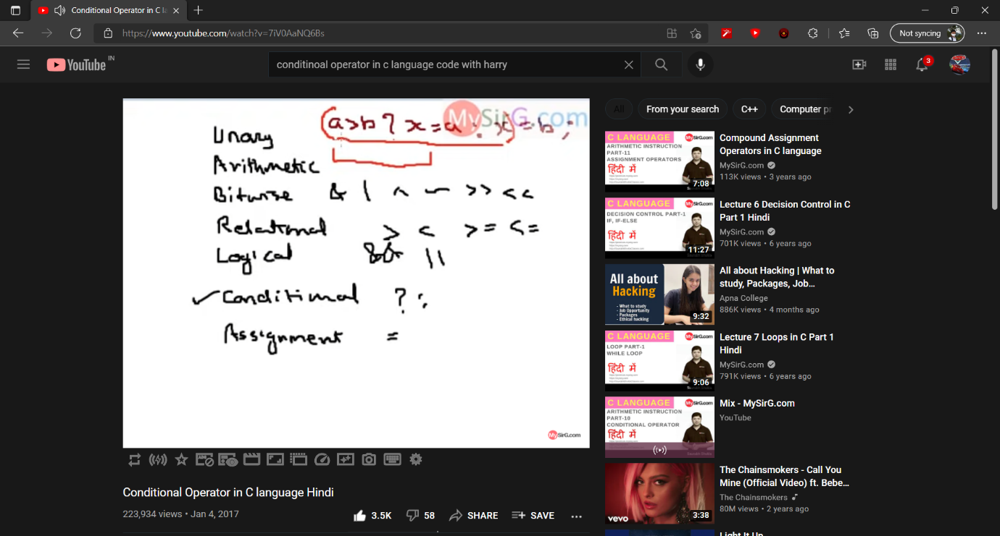 Conditional Operator in C la
https://www.youtube.com/watch?v=7iV0AaNQ6Bs
Not syncing
YouTube IN
conditinoal operator in c language code with harry
3
MySirG.com
(a>b? x=a : x)=b;
Unary
Arithmetic
Bitwise & | ^ ~ >> <<
Relational > < >= <=
Logical && ||
✓Conditional ? :
Assignment =
MySirG.com
Conditional Operator in C language Hindi
223,934 views • Jan 4, 2017
3.5K 58 SHARE SAVE
All From your search C++ Computer pr
C LANGUAGE MySirG.com
ARITHMETIC INSTRUCTION
PART-11
ASSIGNMENT OPERATORS
हिंदी में
7:08
Compound Assignment
Operators in C language
MySirG.com
113K views • 3 years ago
C LANGUAGE MySirG.com
DECISION CONTROL PART-1
IF, IF-ELSE
हिंदी में
11:27
Lecture 6 Decision Control in C
Part 1 Hindi
MySirG.com
701K views • 6 years ago
All about
Hacking
- What to study
- Job Opportunity
- Packages
- Ethical hacking
9:32
All about Hacking | What to
study, Packages, Job...
Apna College
886K views • 4 months ago
C LANGUAGE MySirG.com
LOOP PART-1
WHILE LOOP
हिंदी में
9:06
Lecture 7 Loops in C Part 1
Hindi
MySirG.com
791K views • 6 years ago
C LANGUAGE MySirG.com
ARITHMETIC INSTRUCTION
PART-10
CONDITIONAL OPERATOR
हिंदी में
Mix - MySirG.com
YouTube
vevo
3:38
The Chainsmokers - Call You
Mine (Official Video) ft. Bebe...
The Chainsmokers
80M views • 2 years ago
Light It Up